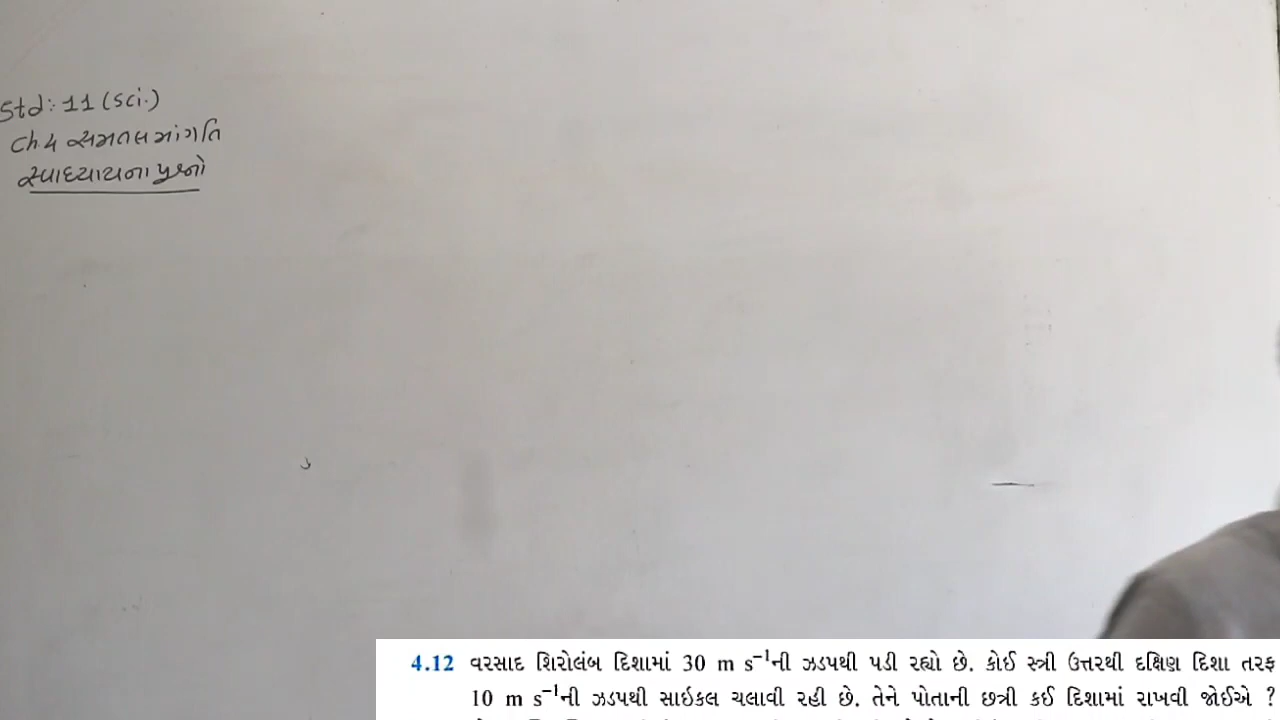 Std: 11 (Sci.)
Ch.4 સમતલમાં ગતિ
સ્વાધ્યાયના પ્રશ્નો
4.12 વરસાદ શિરોલંબ દિશામાં 30 m s⁻¹ની ઝડપથી પડી રહ્યો છે. કોઈ સ્ત્રી ઉત્તરથી દક્ષિણ દિશા તરફ
10 m s⁻¹ની ઝડપથી સાઇકલ ચલાવી રહી છે. તેને પોતાની છત્રી કઈ દિશામાં રાખવી જોઈએ ?